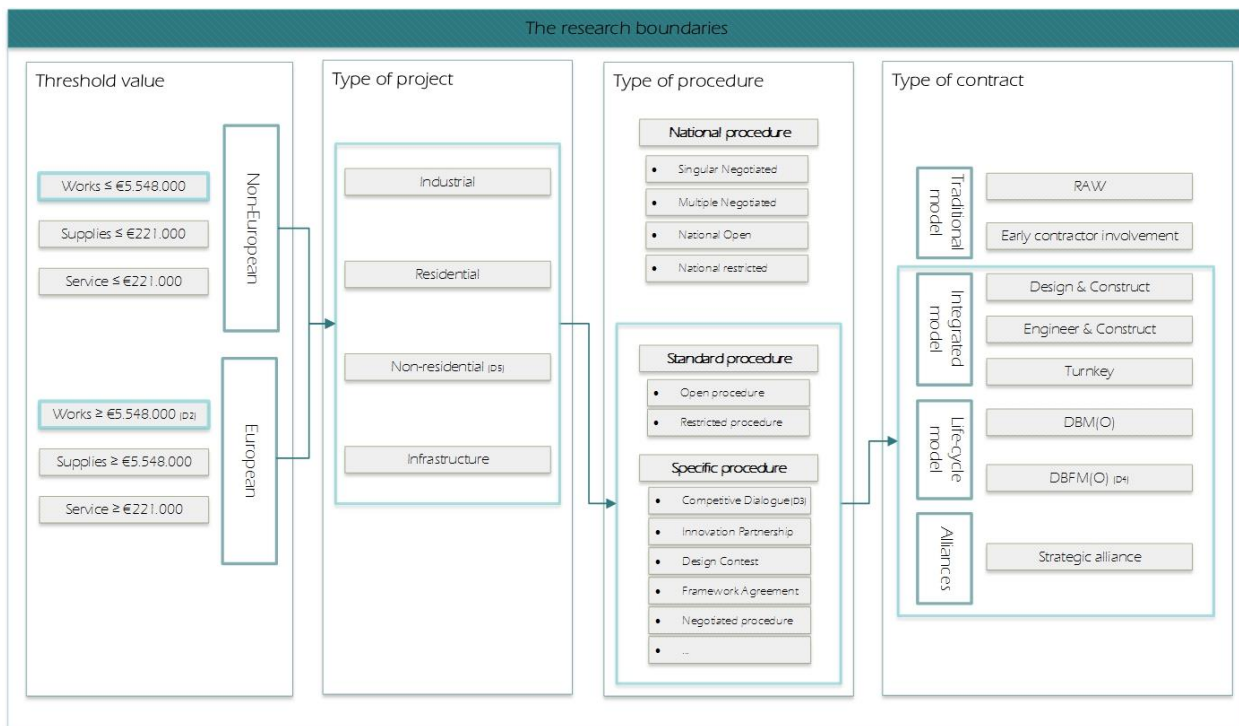 The research boundaries
Threshold value
Works ≤ €5.548.000
Supplies ≤ €221.000
Service ≤ €221.000
Non-European
Works ≥ €5.548.000 (D2)
Supplies ≥ €5.548.000
Service ≥ €221.000
European
Type of project
Industrial
Residential
Non-residential (D5)
Infrastructure
Type of procedure
National procedure
• Singular Negotiated
• Multiple Negotiated
• National Open
• National restricted
Standard procedure
• Open procedure
• Restricted procedure
Specific procedure
• Competitive Dialogue(D3)
• Innovation Partnership
• Design Contest
• Framework Agreement
• Negotiated procedure
• ...
Type of contract
Traditional
model
RAW
Early contractor involvement
Integrated
model
Design & Construct
Engineer & Construct
Turnkey
Life-cycle
model
DBM(O)
DBFM(O) (D4)
Alliances
Strategic alliance